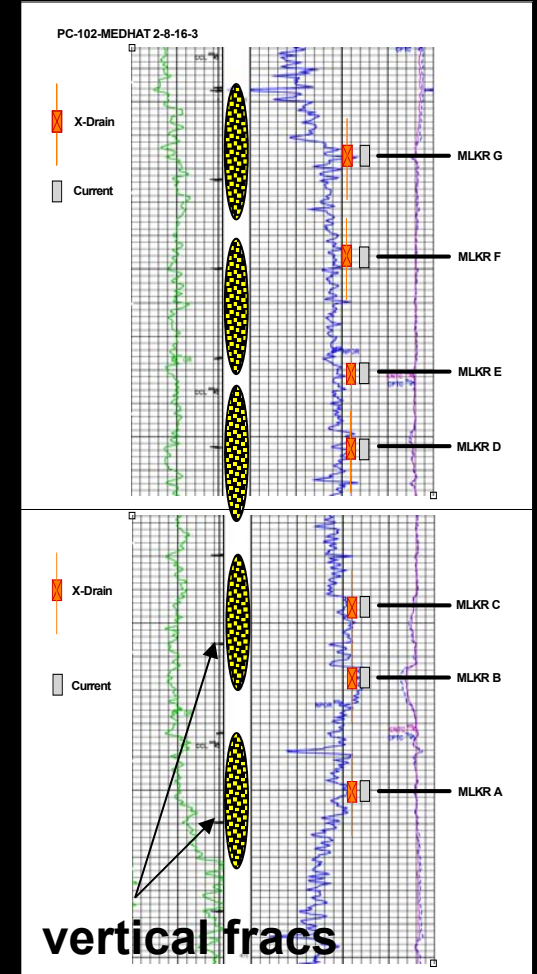 PC-102-MEDHAT 2-8-16-3
X-Drain
Current
MLKR G
MLKR F
MLKR E
MLKR D
X-Drain
Current
MLKR C
MLKR B
MLKR A
vertical fracs